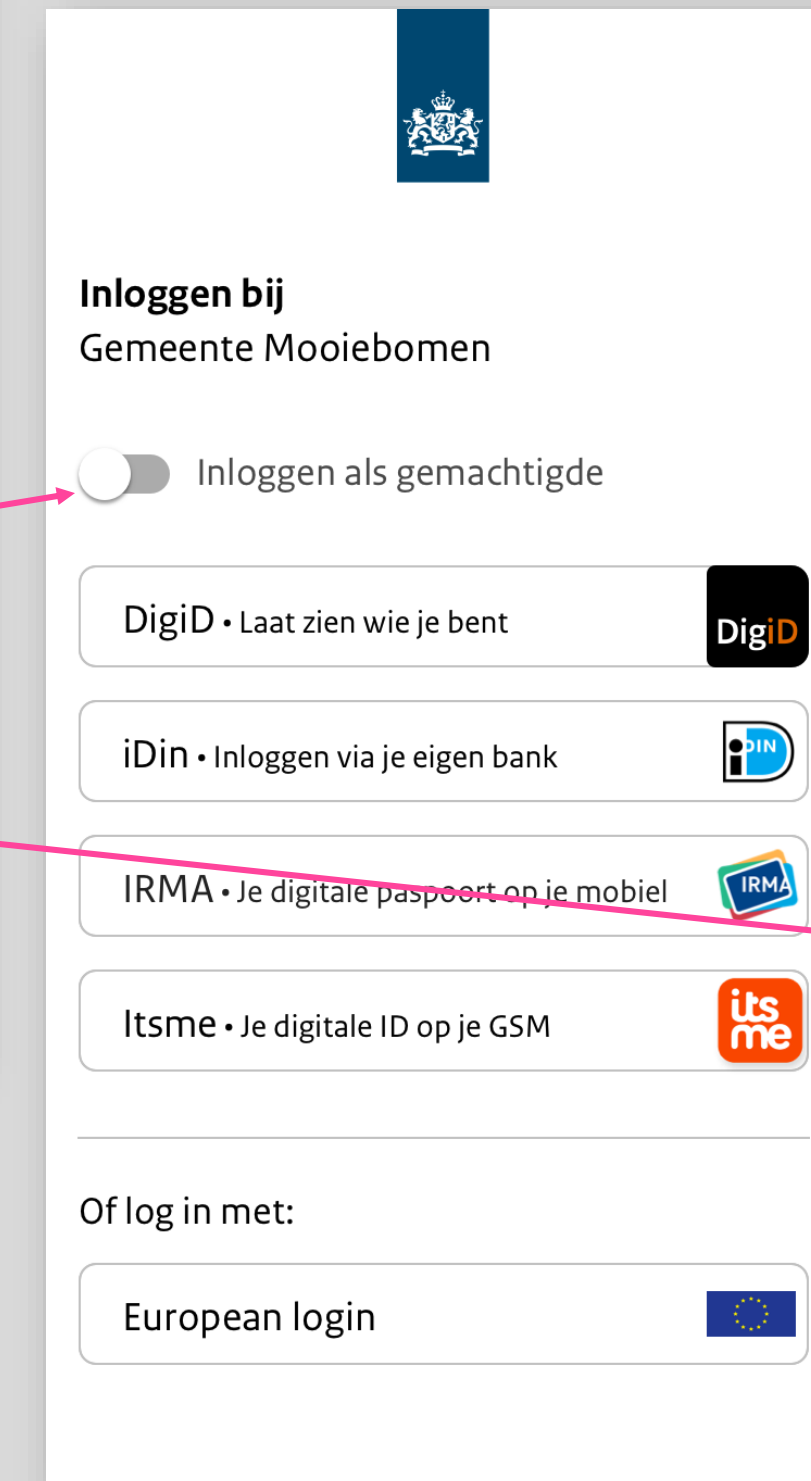 Inloggen bij
Gemeente Mooiebomen
Inloggen als gemachtigde
DigiD • Laat zien wie je bent
DigiD
iDin • Inloggen via je eigen bank
iDIN
IRMA • Je digitale paspoort op je mobiel
IRMA
Itsme • Je digitale ID op je GSM
its
me
Of log in met:
European login